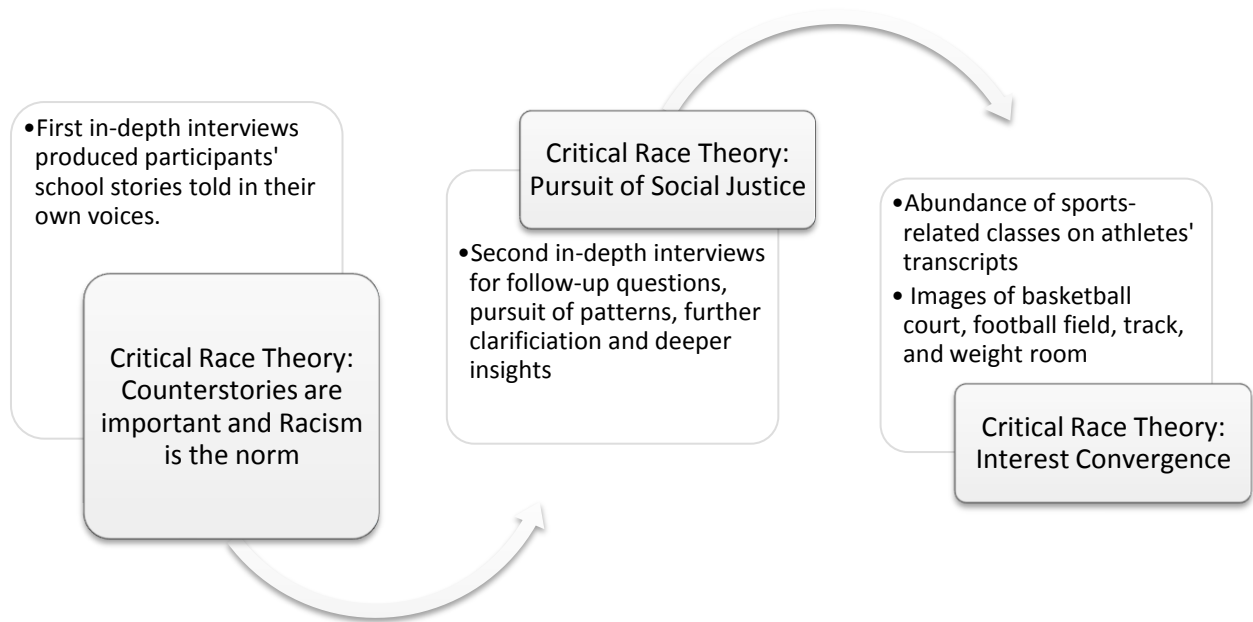 •First in-depth interviews
produced participants'
school stories told in their
own voices.
Critical Race Theory:
Counterstories are
important and Racism
is the norm
Critical Race Theory:
Pursuit of Social Justice
•Second in-depth interviews
for follow-up questions,
pursuit of patterns, further
clarificiation and deeper
insights
•Abundance of sports-
related classes on athletes'
transcripts
• Images of basketball
court, football field, track,
and weight room
Critical Race Theory:
Interest Convergence